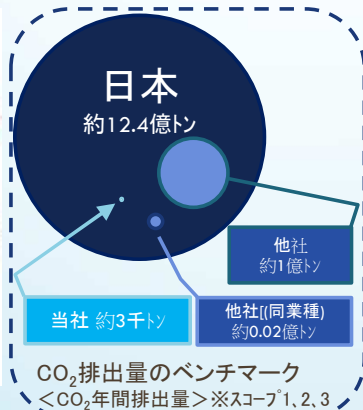 日本
約12.4億トン
他社
約1億トン
当社 約3千トン
他社[(同業種)
約0.02億トン
CO₂排出量のベンチマーク
＜CO₂年間排出量＞※スコープ1、2、3